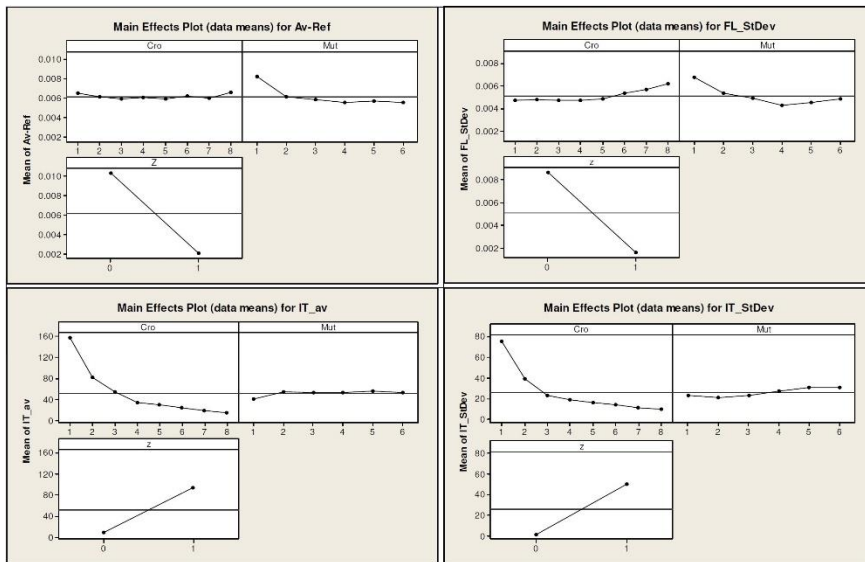 Main Effects Plot (data means) for Av-Ref
Cro Mut
0.010
0.008
0.006
0.004
0.002
1 2 3 4 5 6 7 8 1 2 3 4 5 6
Z
0.010
0.008
0.006
0.004
0.002
0 1
Mean of Av-Ref
Main Effects Plot (data means) for FL_StDev
Cro Mut
0.008
0.006
0.004
0.002
1 2 3 4 5 6 7 8 1 2 3 4 5 6
z
0.008
0.006
0.004
0.002
0 1
Mean of FL_StDev
Main Effects Plot (data means) for IT_av
Cro Mut
160
120
80
40
0
1 2 3 4 5 6 7 8 1 2 3 4 5 6
z
160
120
80
40
0
0 1
Mean of IT_av
Main Effects Plot (data means) for IT_StDev
Cro Mut
80
60
40
20
0
1 2 3 4 5 6 7 8 1 2 3 4 5 6
z
80
60
40
20
0
0 1
Mean of IT_StDev